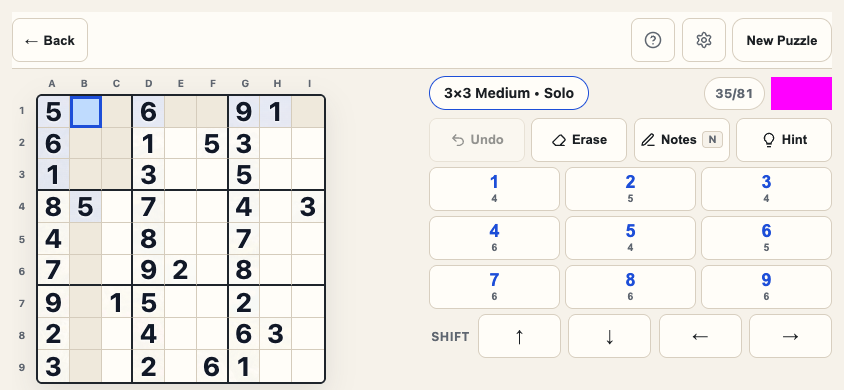 ← Back
New Puzzle
A B C D E F G H I
1 5 6 9 1
2 6 1 5 3
3 1 3 5
4 8 5 7 4 3
5 4 8 7
6 7 9 2 8
7 9 1 5 2
8 2 4 6 3
9 3 2 6 1
3×3 Medium • Solo
35/81
Undo
Erase
Notes N
Hint
1 2 3
4 5 4
4 5 6
6 4 5
7 8 9
6 6 6
SHIFT ↑ ↓ ← →